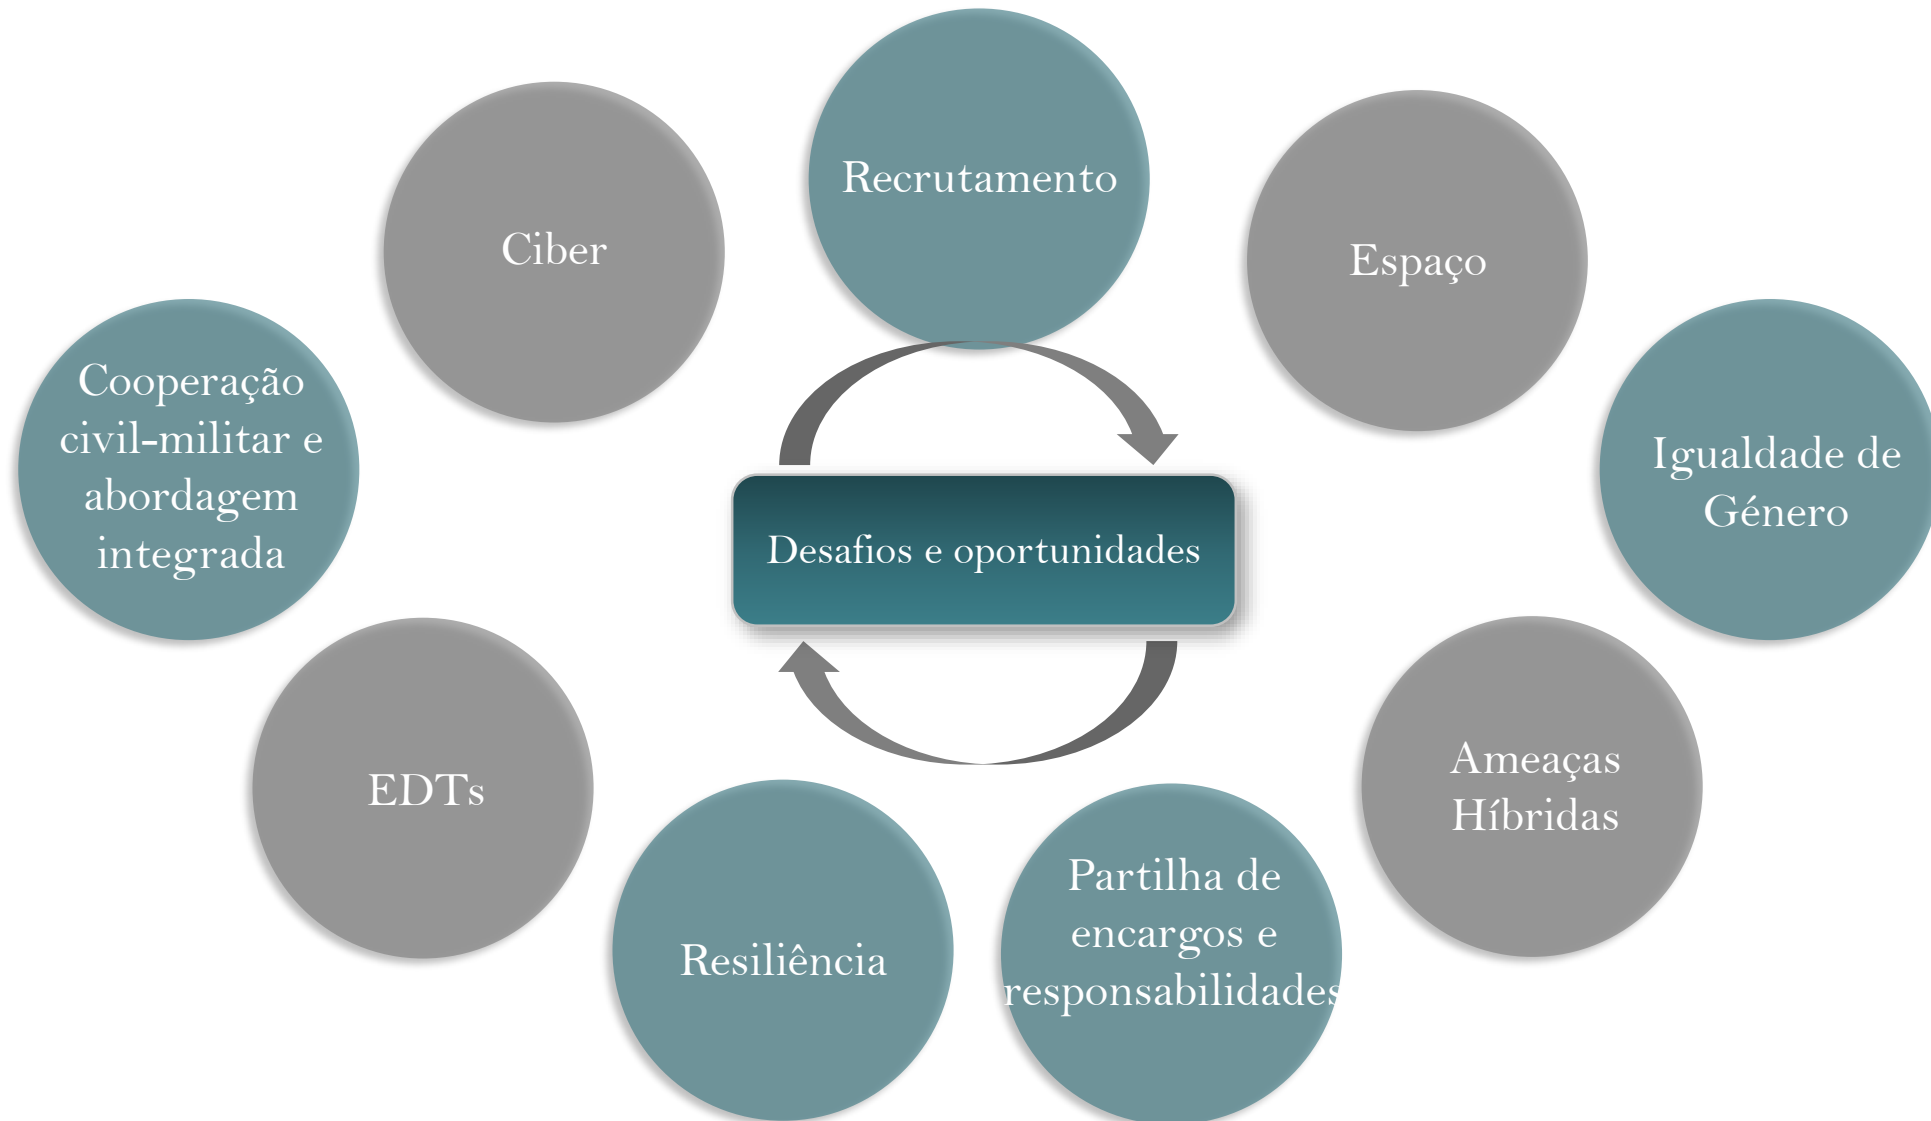 Recrutamento
Ciber
Espaço
Cooperação
civil-militar e
abordagem
integrada
Igualdade de
Género
Desafios e oportunidades
EDTs
Ameaças
Híbridas
Resiliência
Partilha de
encargos e
responsabilidades